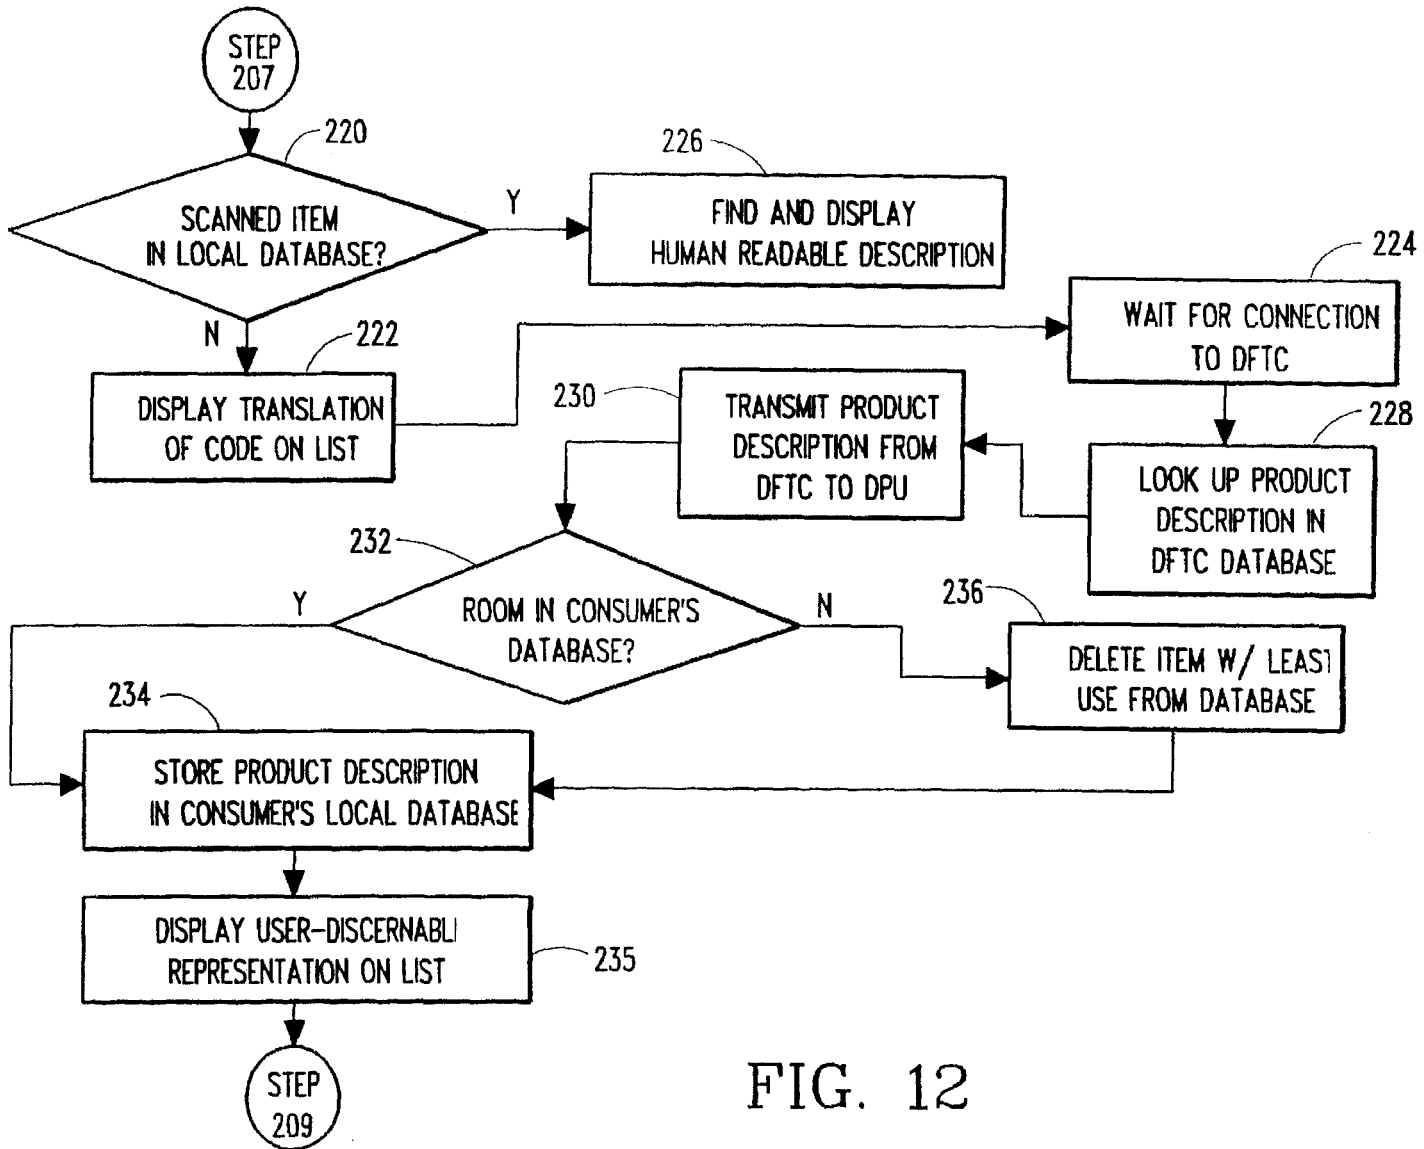 STEP
207
220
SCANNED ITEM
IN LOCAL DATABASE?
Y
N
226
FIND AND DISPLAY
HUMAN READABLE DESCRIPTION
222
DISPLAY TRANSLATION
OF CODE ON LIST
224
WAIT FOR CONNECTION
TO DFTC
228
LOOK UP PRODUCT
DESCRIPTION IN
DFTC DATABASE
230
TRANSMIT PRODUCT
DESCRIPTION FROM
DFTC TO DPU
232
ROOM IN CONSUMER'S
DATABASE?
Y
N
236
DELETE ITEM W/ LEAST
USE FROM DATABASE
234
STORE PRODUCT DESCRIPTION
IN CONSUMER'S LOCAL DATABASE
DISPLAY USER-DISCERNABL
REPRESENTATION ON LIST
235
STEP
209
FIG. 12